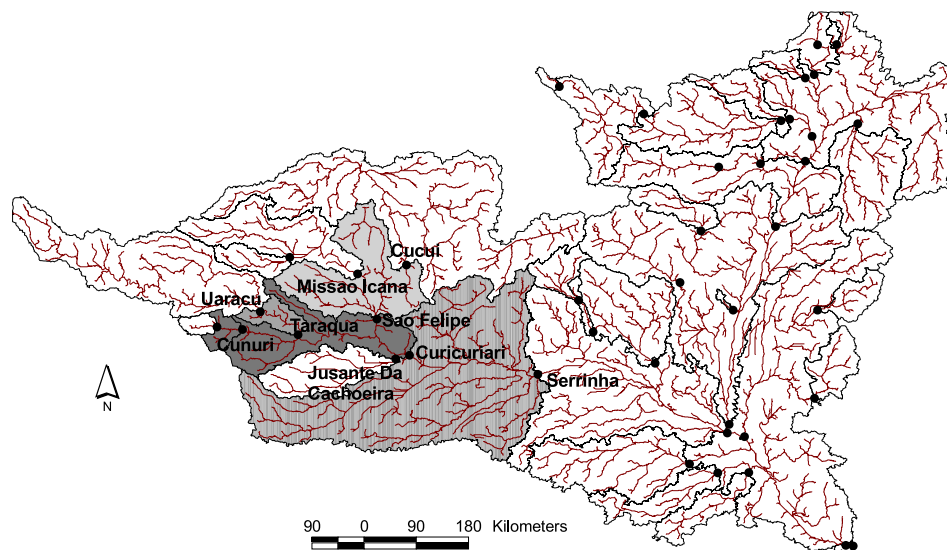 Cucui
Missao Icana
Uaracu
Taraqua
Sao Felipe
Cunuri
Curicuriari
Jusante Da
Cachoeira
Serrinha
N
90 0 90 180 Kilometers